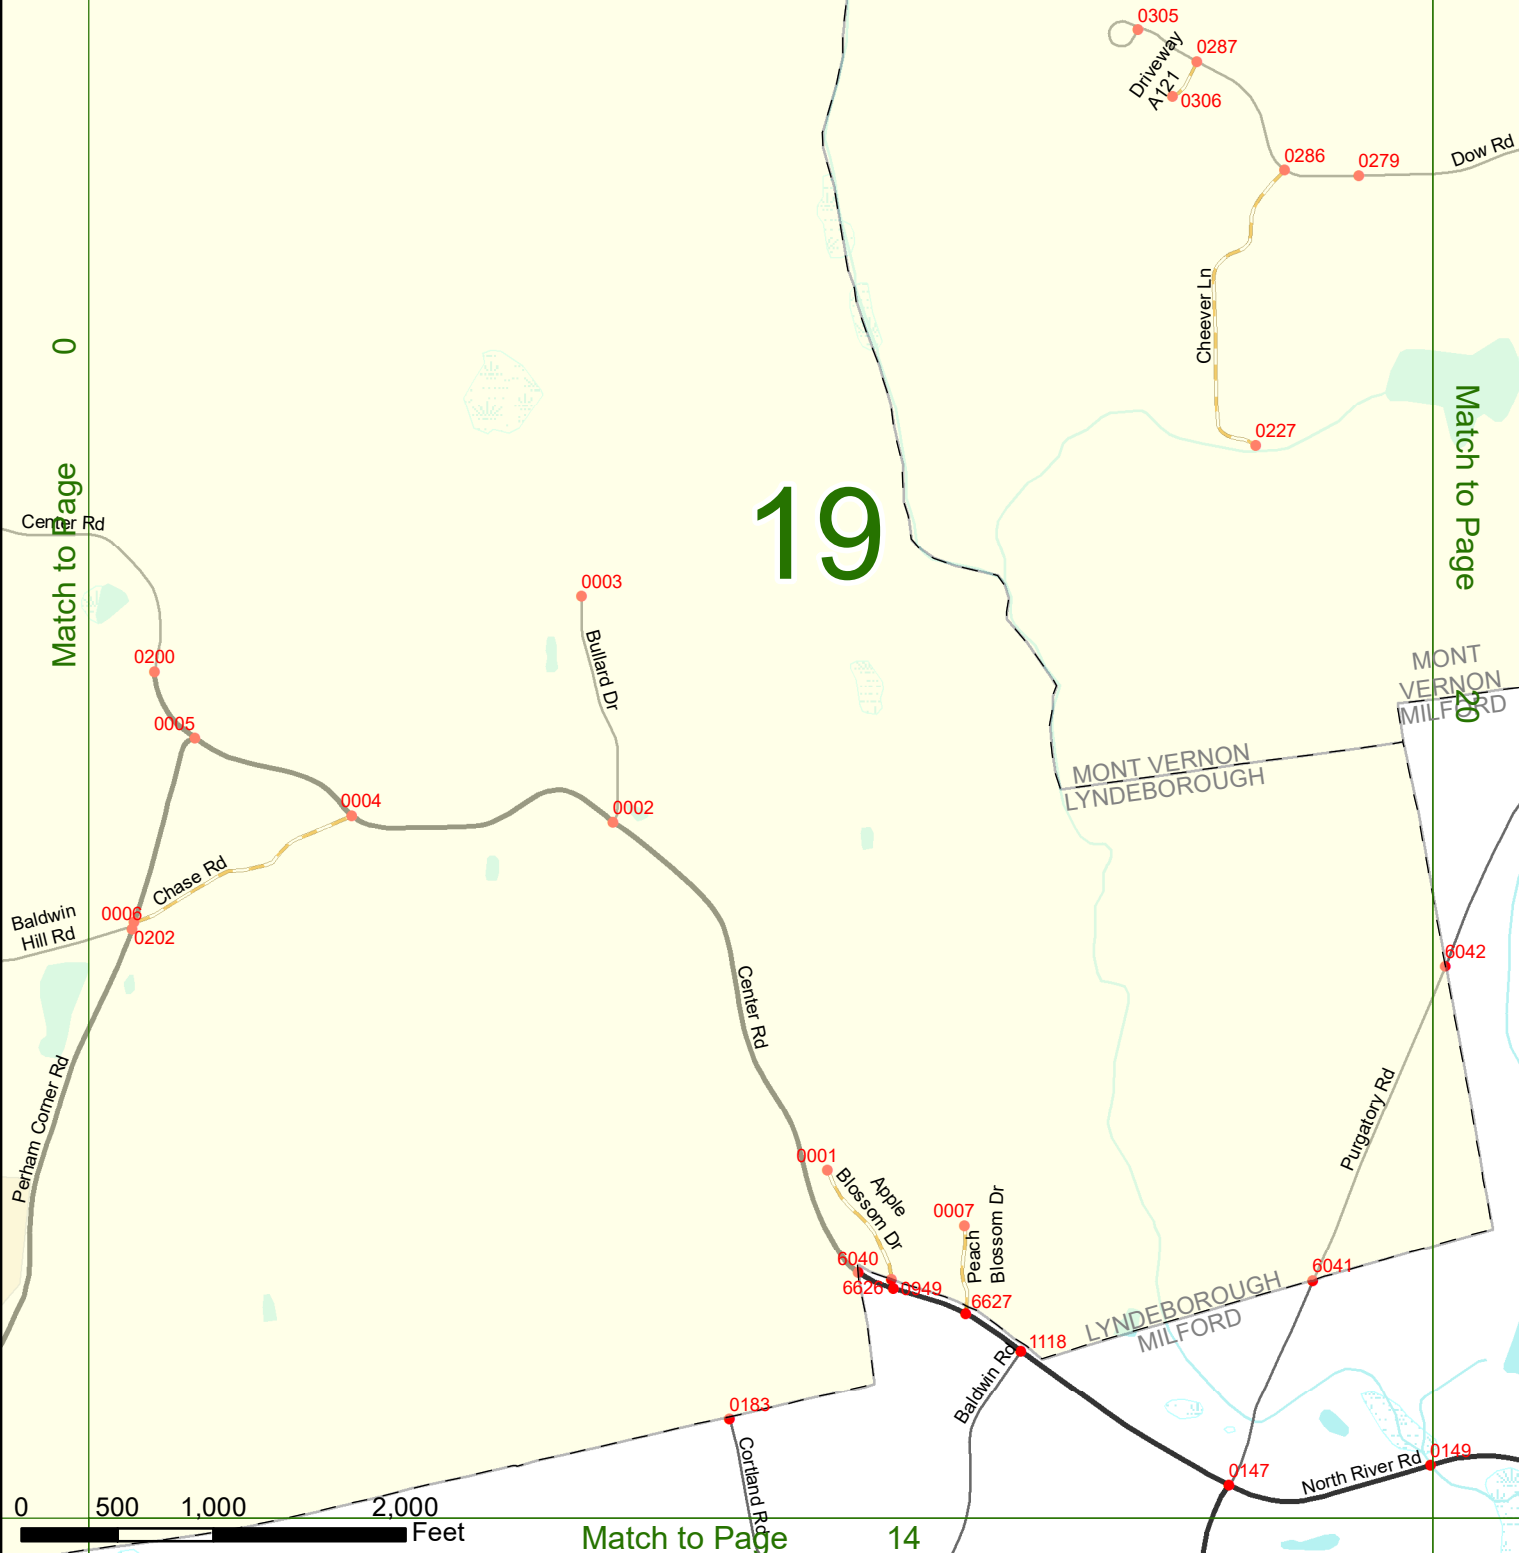 0305
0287
Driveway
A121
0306
0286
0279
Dow Rd
Cheever Ln
0227
0
Match to Page
Match to Page
20
19
Center Rd
0003
Bullard Dr
0200
0005
0004
0002
MONT
VERNON
MILFORD
MONT VERNON
LYNDEBOROUGH
Chase Rd
0006
0202
Baldwin
Hill Rd
6042
Center Rd
Perham Corner Rd
Purgatory Rd
0001
Apple
Blossom Dr
0007
Peach
Blossom Dr
6040
6626
0949
6627
6041
LYNDEBOROUGH
MILFORD
1118
Baldwin Rd
0183
Cortland Rd
0147
North River Rd
0149
0 500 1,000 2,000
Feet
Match to Page 14